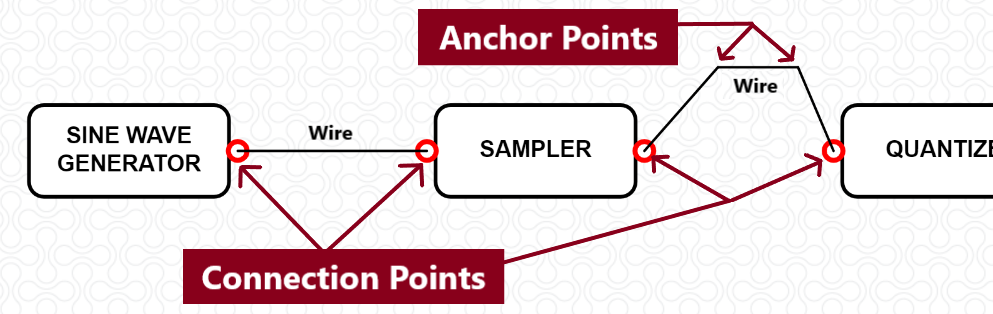 Anchor Points
Wire
SINE WAVE
GENERATOR
Wire
SAMPLER
QUANTIZE
Connection Points